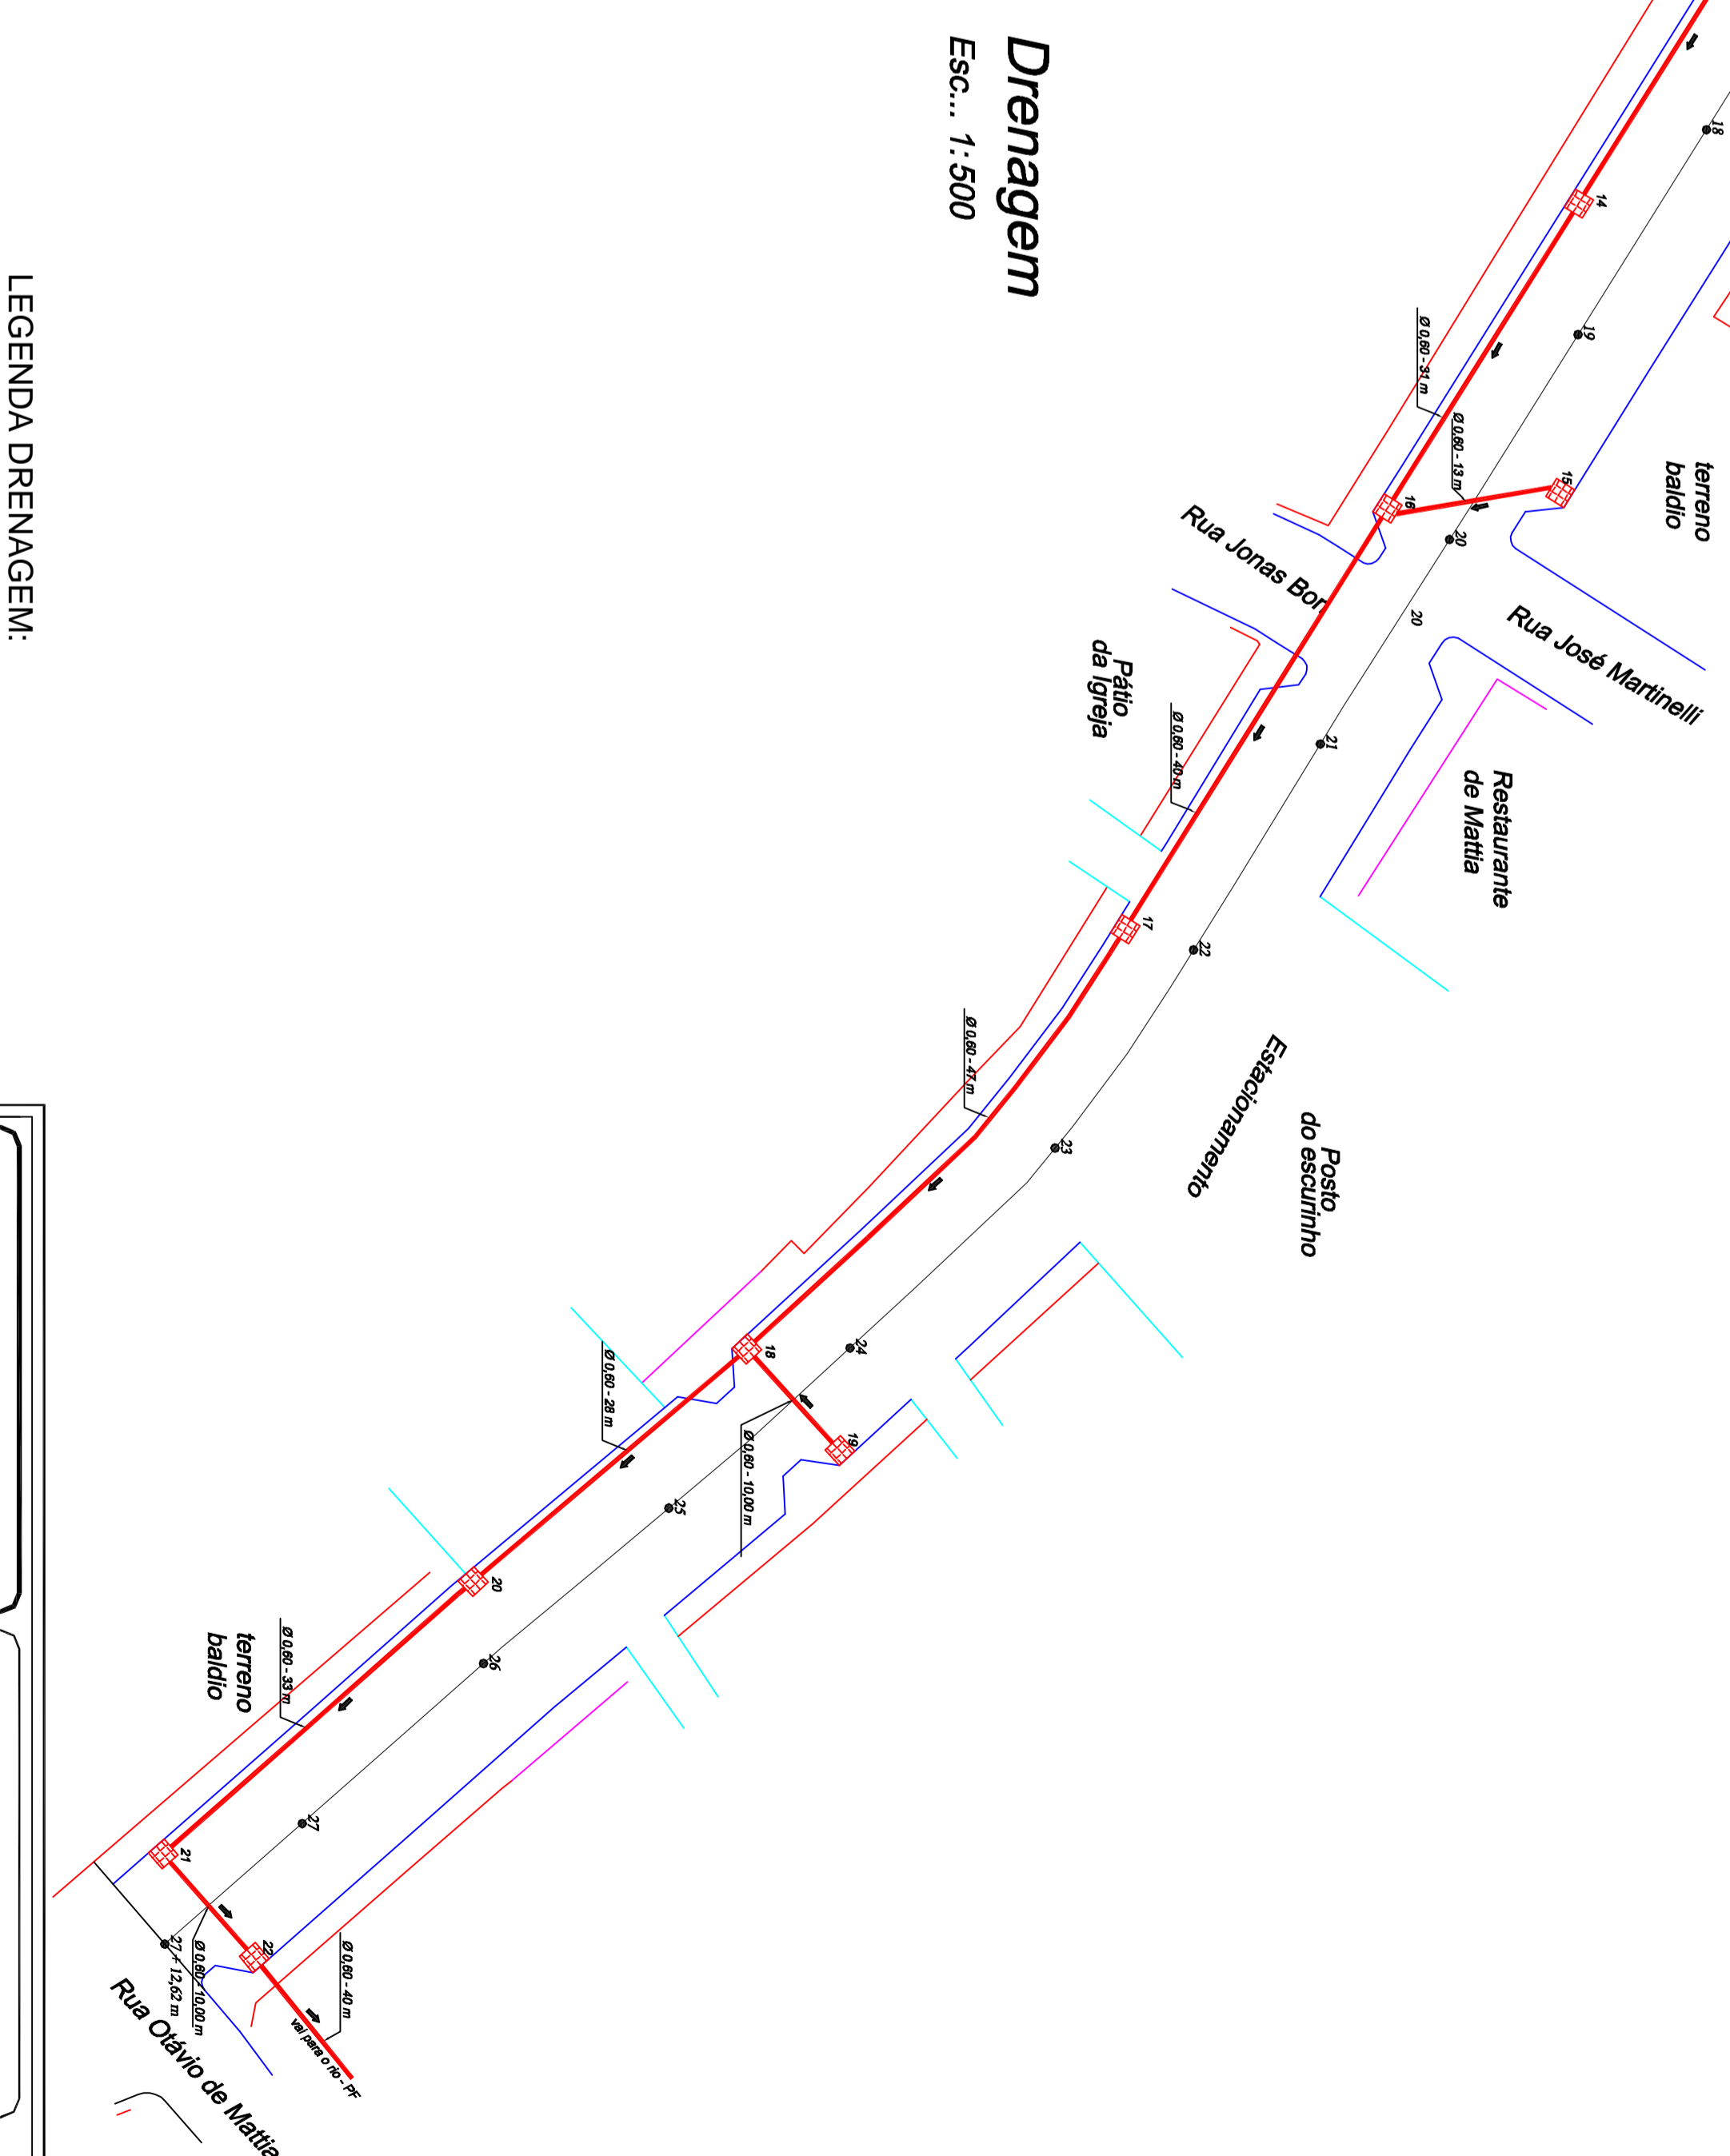 Drenagem
Esc... 1:500
LEGENDA DRENAGEM:
18
14
19
Ø 0,60 - 31 m
Ø 0,60 - 13 m
15
16
20
20
terreno
baldio
Rua José Martinelli
Pátio
da Igreja
Ø 0,60 - 40 m
21
Restaurante
de Mattia
17
22
Ø 0,60 - 47 m
23
Estacionamento
Posto
do escurinho
18
24
Ø 0,60 - 28 m
19
Ø 0,60 - 10,00 m
25
20
26
terreno
baldio
Ø 0,60 - 33 m
27
21
22
27 + 12,62 m
Ø 0,60 - 10,00 m
Ø 0,60 - 40 m
vai para o rio - PF
Rua Otávio de Mattia
Rua Jonas